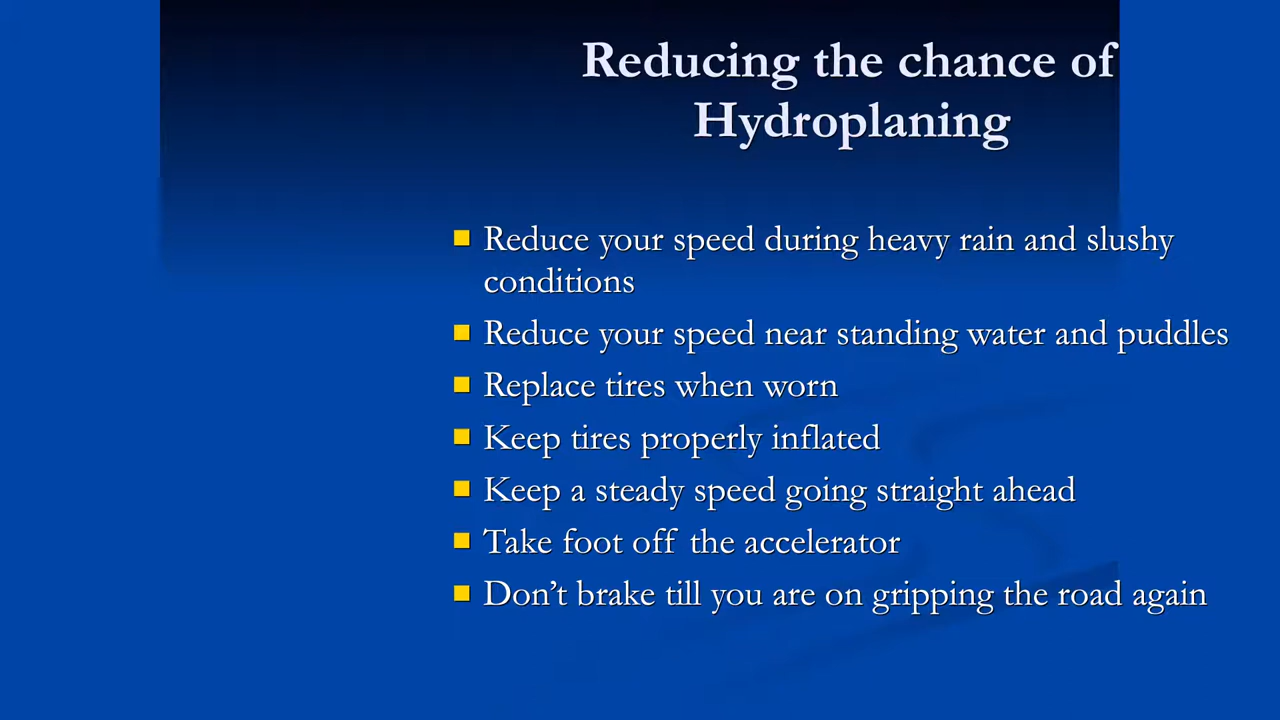 Reducing the chance of
Hydroplaning
Reduce your speed during heavy rain and slushy
conditions
Reduce your speed near standing water and puddles
Replace tires when worn
Keep tires properly inflated
Keep a steady speed going straight ahead
Take foot off the accelerator
Don’t brake till you are on gripping the road again